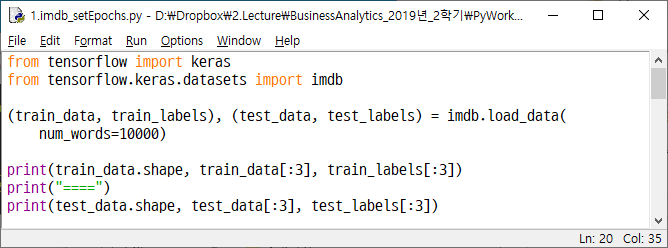 1.imdb_setEpochs.py - D:₩Dropbox₩2.Lecture₩BusinessAnalytics_2019년_2학기₩PyWork...
File Edit Format Run Options Window Help
from tensorflow import keras
from tensorflow.keras.datasets import imdb
(train_data, train_labels), (test_data, test_labels) = imdb.load_data(
    num_words=10000)
print(train_data.shape, train_data[:3], train_labels[:3])
print("====")
print(test_data.shape, test_data[:3], test_labels[:3])
Ln: 20 Col: 35